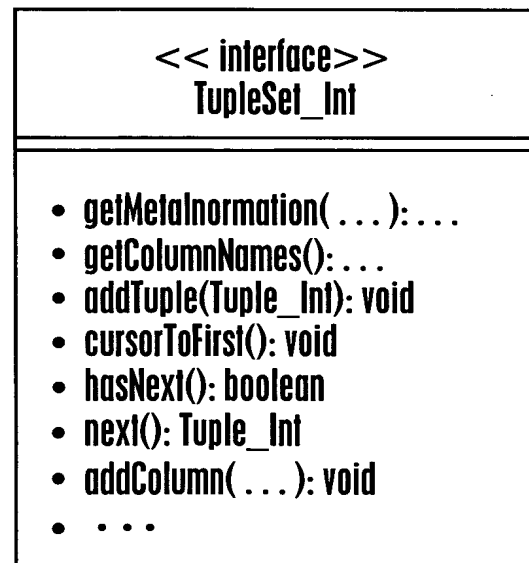 << interface>>
TupleSet_Int
• getMetaInormation( . . . ): . . .
• getColumnNames(): . . .
• addTuple(Tuple_Int): void
• cursorToFirst(): void
• hasNext(): boolean
• next(): Tuple_Int
• addColumn( . . . ): void
• • • •